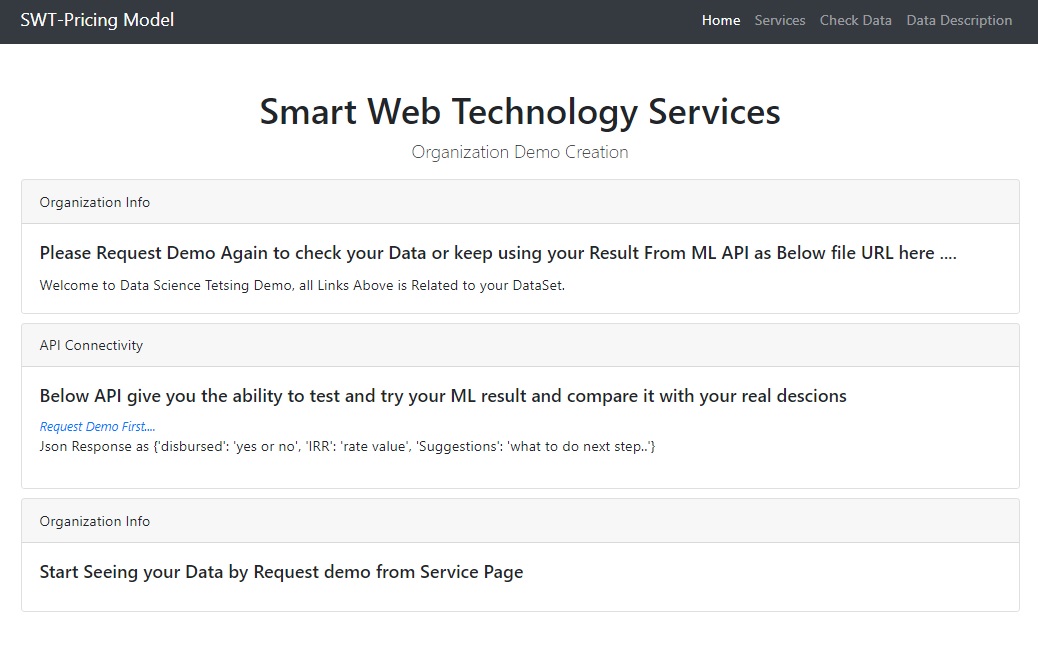 SWT-Pricing Model
Home Services Check Data Data Description
Smart Web Technology Services
Organization Demo Creation
Organization Info
Please Request Demo Again to check your Data or keep using your Result From ML API as Below file URL here ....
Welcome to Data Science Tetsing Demo, all Links Above is Related to your DataSet.
API Connectivity
Below API give you the ability to test and try your ML result and compare it with your real descions
Request Demo First....
Json Response as {'disbursed': 'yes or no', 'IRR': 'rate value', 'Suggestions': 'what to do next step..'}
Organization Info
Start Seeing your Data by Request demo from Service Page